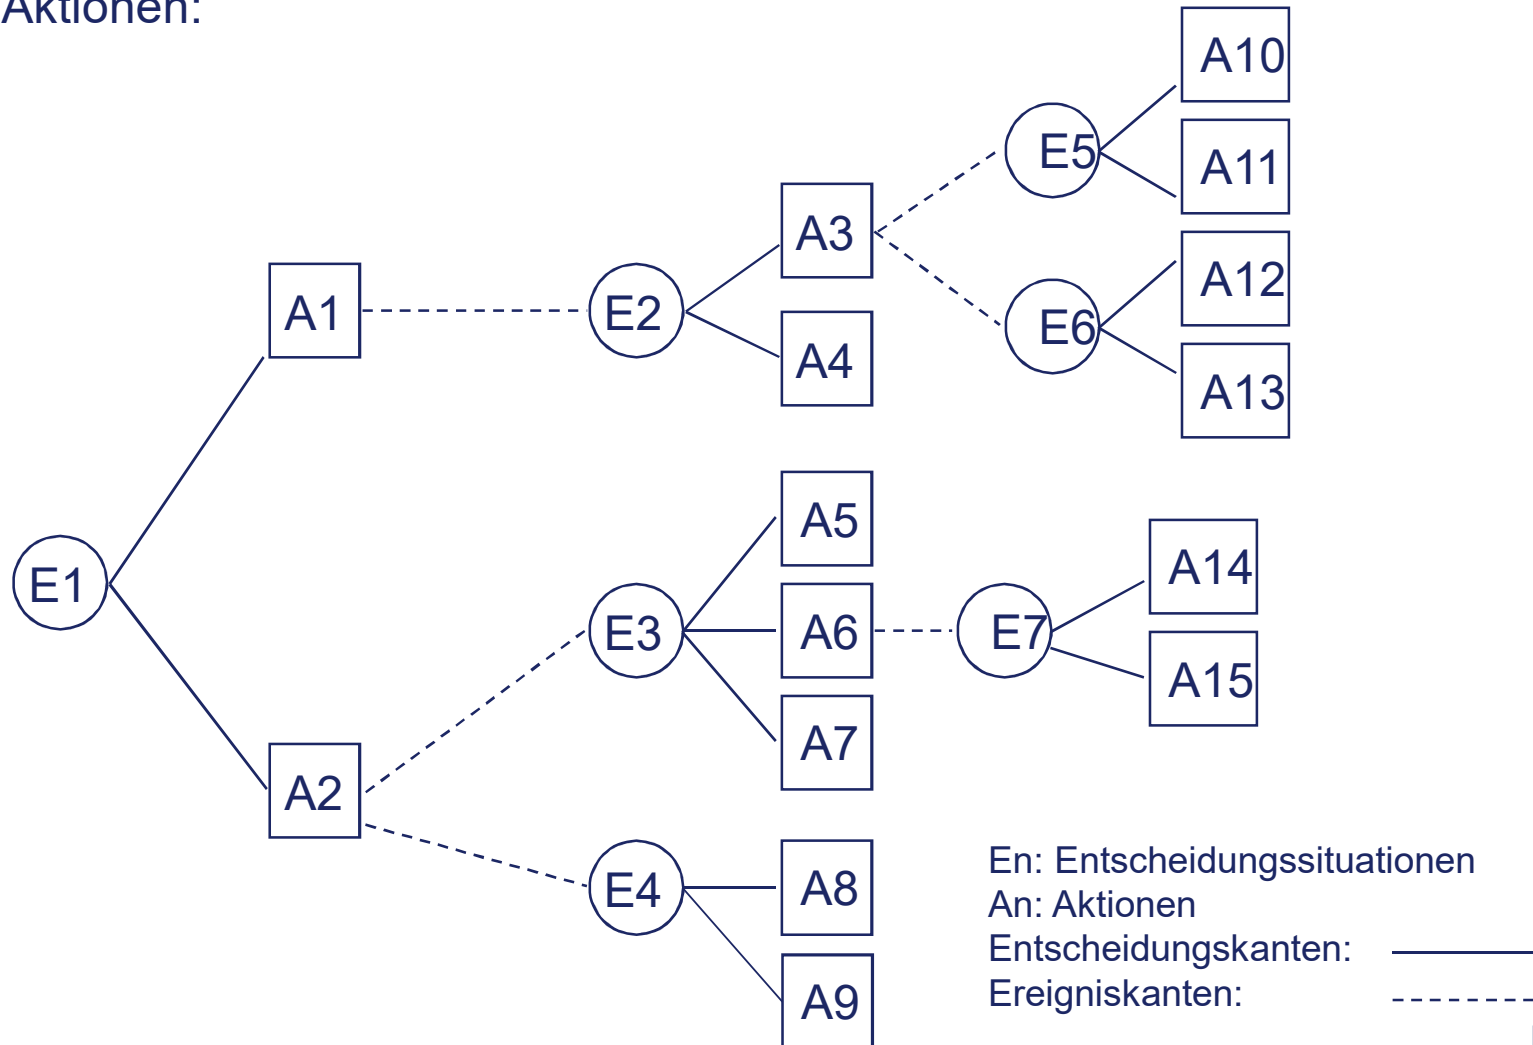 Aktionen:
A10
E5
A11
A3
A12
A1
E2
E6
A4
A13
A5
A14
E1
E3
A6
E7
A15
A7
A2
En: Entscheidungssituationen
A8
E4
An: Aktionen
Entscheidungskanten:
A9
Ereigniskanten: